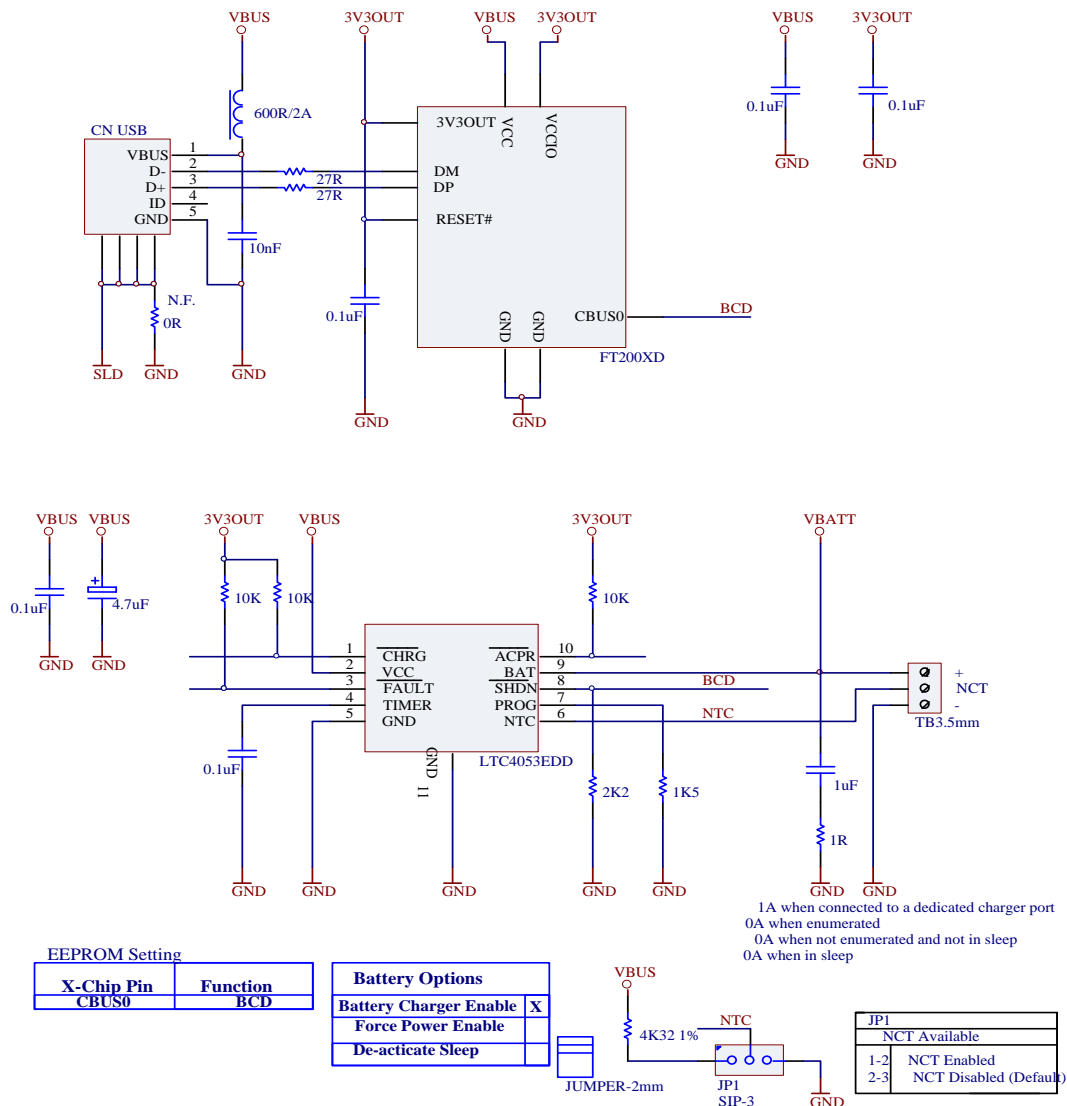 VBUS
3V3OUT
VBUS
3V3OUT
VBUS
3V3OUT
600R/2A
0.1uF
0.1uF
GND
GND
CN USB
VBUS 1
D- 2
D+ 3
ID 4
GND 5
27R
27R
10nF
N.F.
0R
0.1uF
SLD
GND
GND
GND
3V3OUT
VCC
VCCIO
DM
DP
RESET#
GND
GND
CBUS0
BCD
FT200XD
GND
VBUS
VBUS
3V3OUT
VBUS
3V3OUT
VBATT
0.1uF
+
4.7uF
GND
GND
10K
10K
10K
1 CHRG
2 VCC
3 FAULT
4 TIMER
5 GND
ACPR 10
BAT 9
SHDN 8
PROG 7
NTC 6
GND 11
LTC4053EDD
BCD
NTC
+
NCT
-
TB3.5mm
0.1uF
2K2
1K5
1uF
1R
GND
GND
GND
GND
GND
GND
GND
1A when connected to a dedicated charger port
0A when enumerated
0A when not enumerated and not in sleep
0A when in sleep
EEPROM Setting
X-Chip Pin Function
CBUS0 BCD
Battery Options
Battery Charger Enable X
Force Power Enable
De-acticate Sleep
JUMPER-2mm
VBUS
4K32 1%
NTC
JP1
SIP-3
GND
JP1
NCT Available
1-2 NCT Enabled
2-3 NCT Disabled (Default)